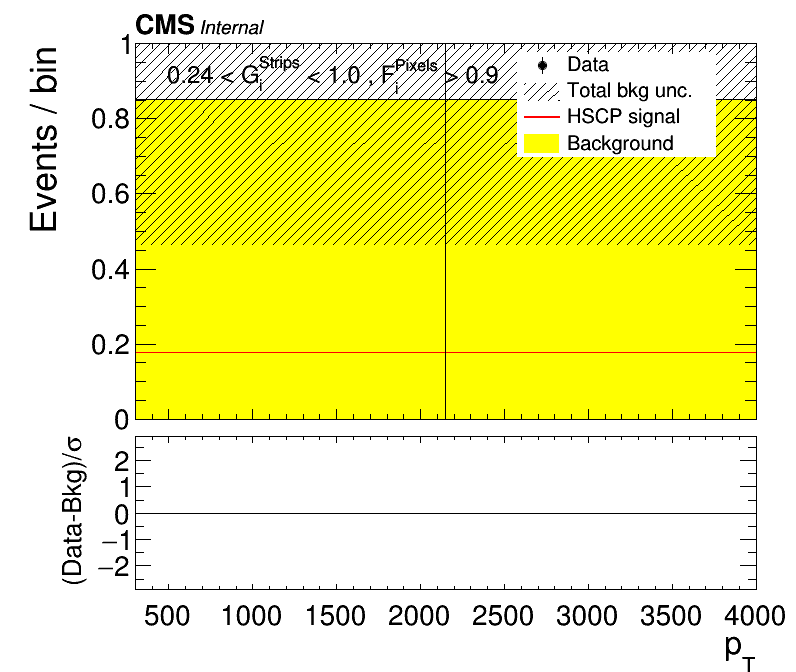 CMS Internal
Events / bin
1
0.8
0.6
0.4
0.2
0
0.24 < G_i^Strips < 1.0 , F_i^Pixels > 0.9
Data
Total bkg unc.
HSCP signal
Background
(Data-Bkg)/σ
2
1
0
−1
−2
500 1000 1500 2000 2500 3000 3500 4000
p_T